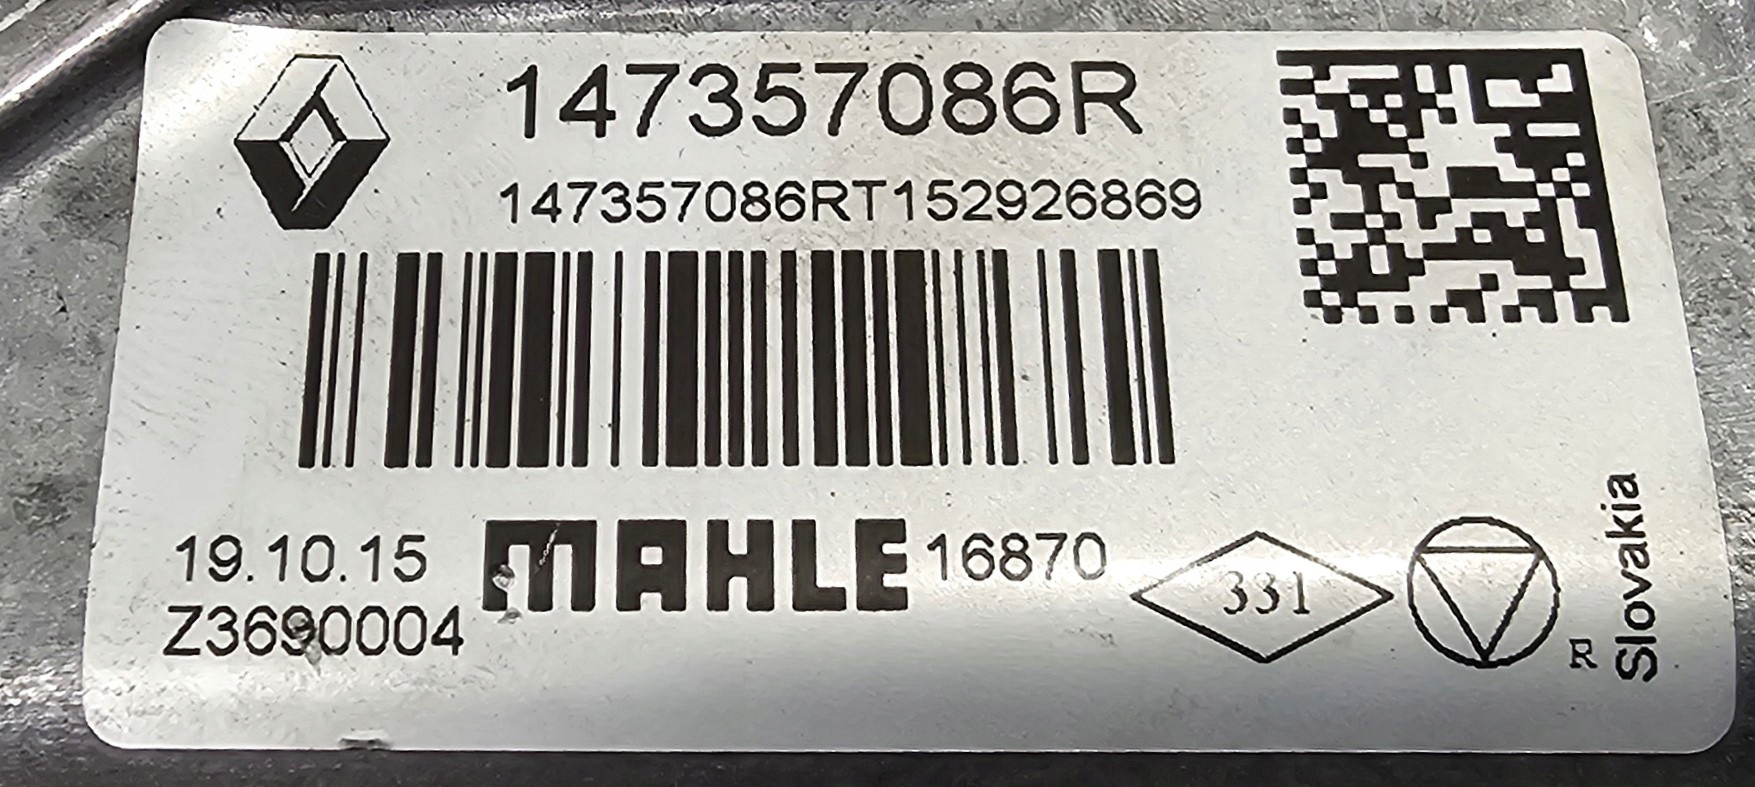 147357086R
147357086RT152926869
19.10.15
MAHLE 16870
Z3690004
331
R
Slovakia